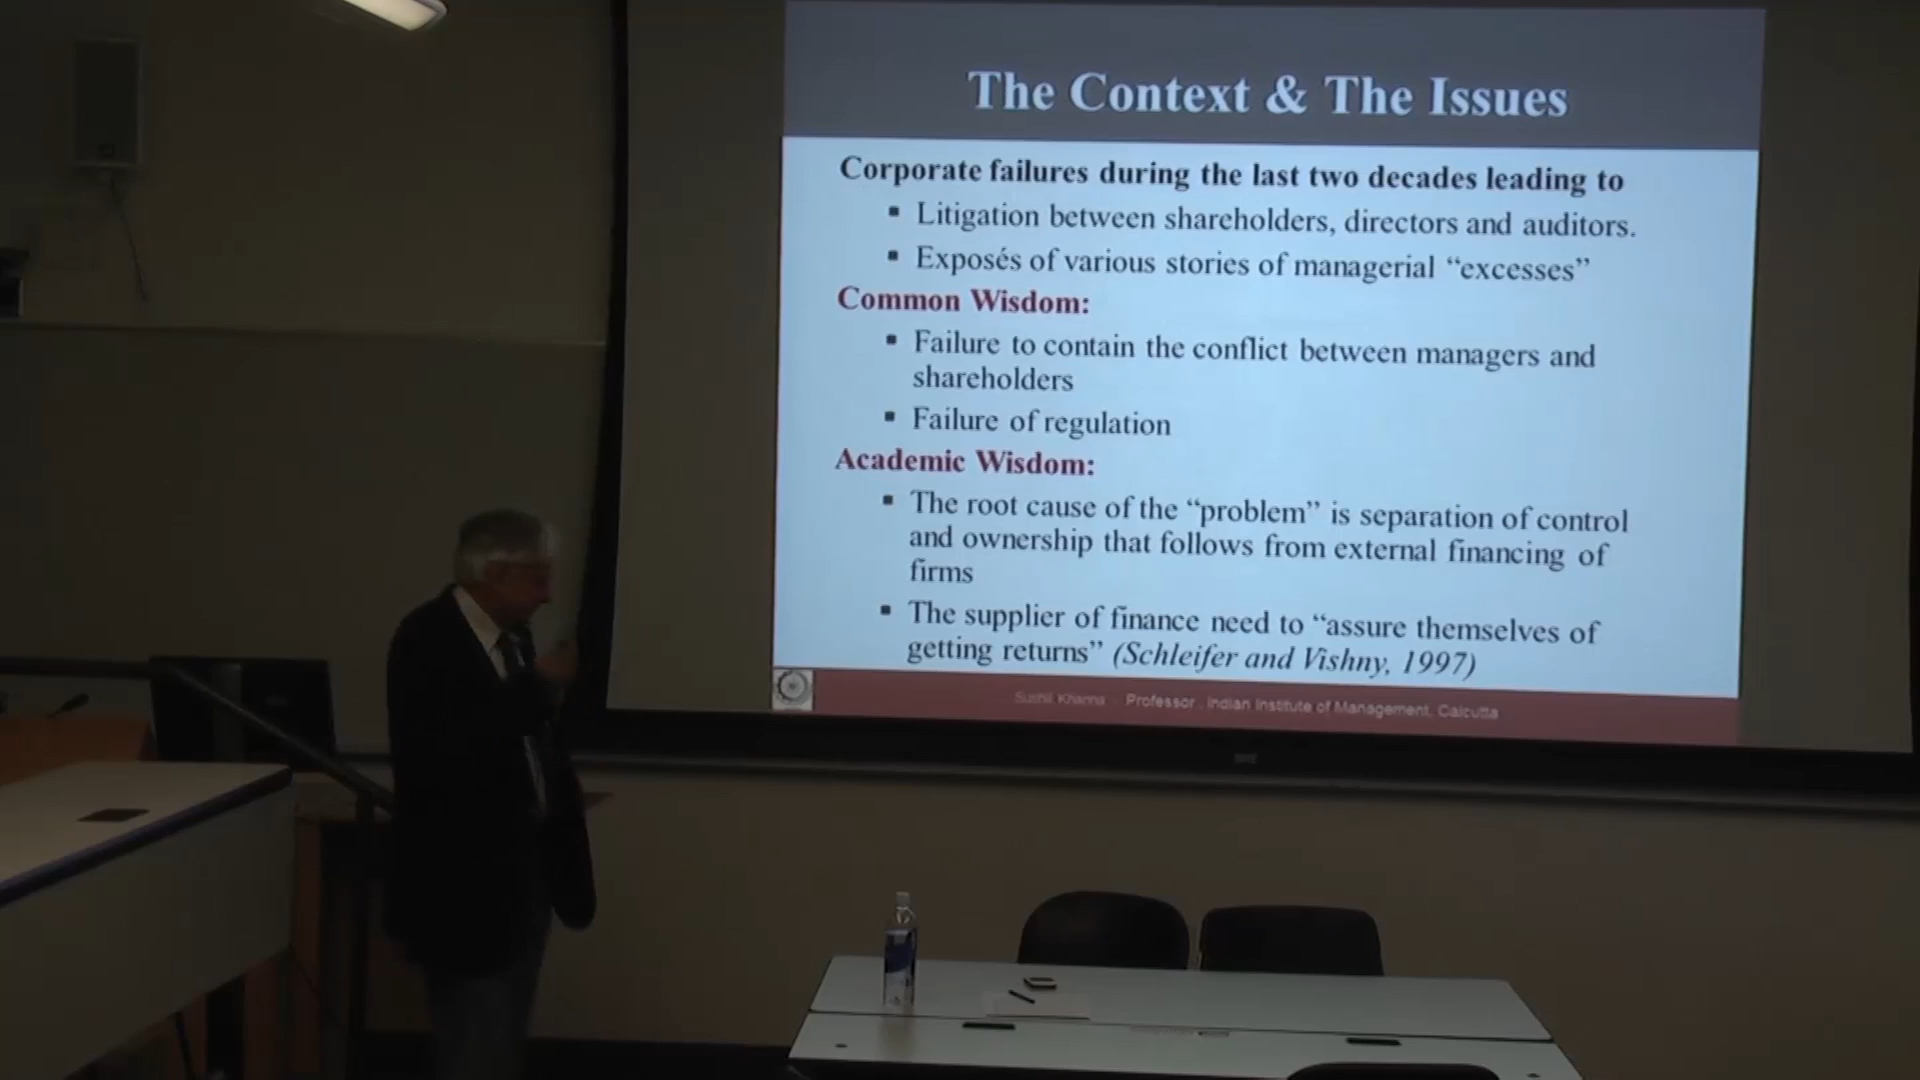 The Context & The Issues
Corporate failures during the last two decades leading to
▪ Litigation between shareholders, directors and auditors.
▪ Exposés of various stories of managerial “excesses”
Common Wisdom:
▪ Failure to contain the conflict between managers and
shareholders
▪ Failure of regulation
Academic Wisdom:
▪ The root cause of the “problem” is separation of control
and ownership that follows from external financing of
firms
▪ The supplier of finance need to “assure themselves of
getting returns” (Schleifer and Vishny, 1997)
Sushil Khanna - Professor . Indian Institute of Management, Calcutta